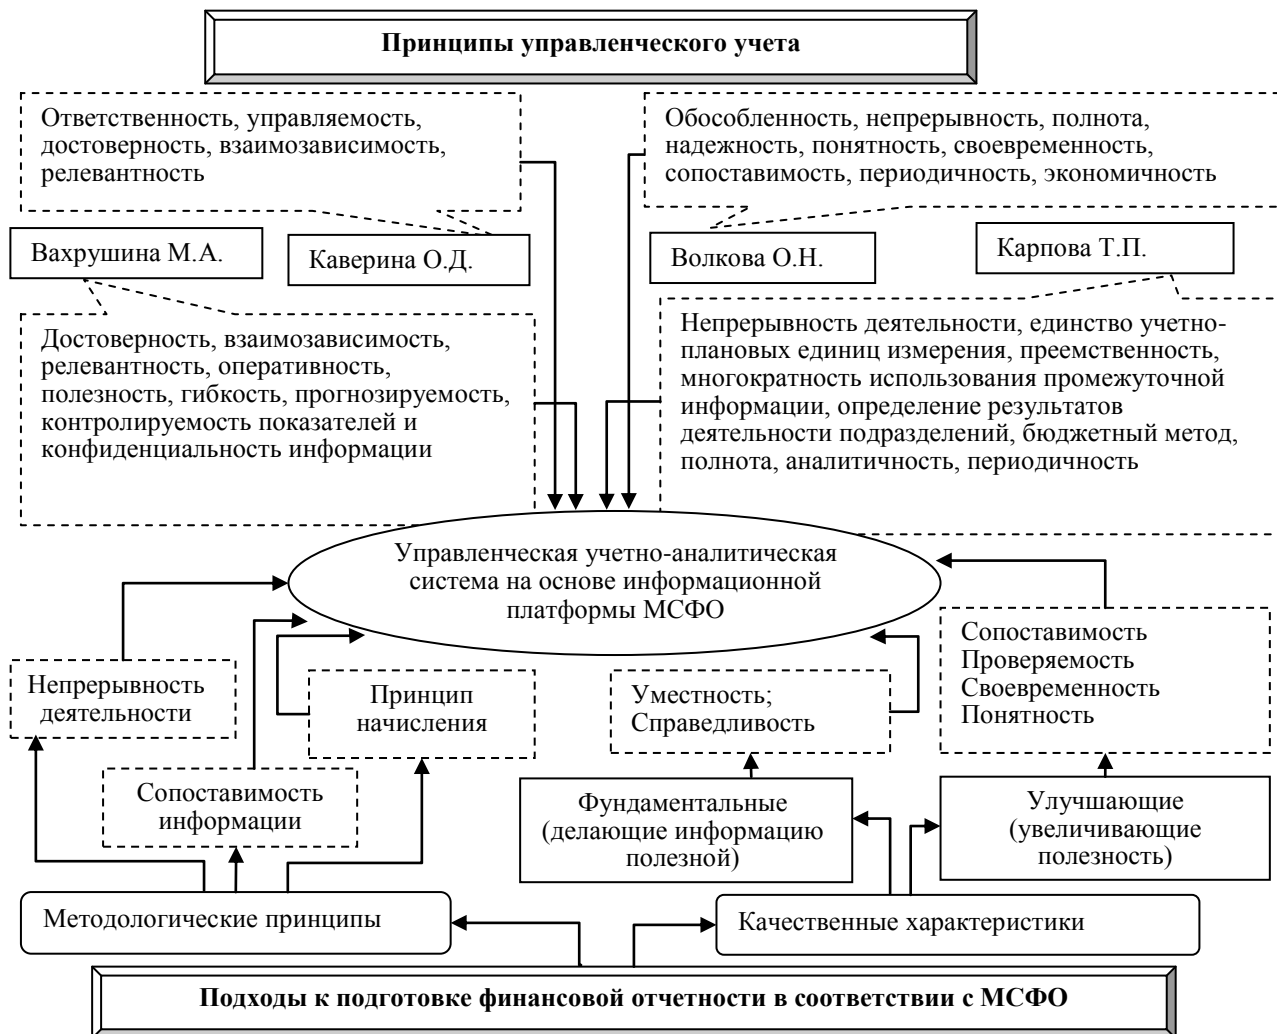 Принципы управленческого учета
Ответственность, управляемость,
достоверность, взаимозависимость,
релевантность
Обособленность, непрерывность, полнота,
надежность, понятность, своевременность,
сопоставимость, периодичность, экономичность
Вахрушина М.А.
Каверина О.Д.
Волкова О.Н.
Карпова Т.П.
Достоверность, взаимозависимость,
релевантность, оперативность,
полезность, гибкость, прогнозируемость,
контролируемость показателей и
конфиденциальность информации
Непрерывность деятельности, единство учетно-
плановых единиц измерения, преемственность,
многократность использования промежуточной
информации, определение результатов
деятельности подразделений, бюджетный метод,
полнота, аналитичность, периодичность
Управленческая учетно-аналитическая
система на основе информационной
платформы МСФО
Непрерывность
деятельности
Принцип
начисления
Уместность;
Справедливость
Сопоставимость
Проверяемость
Своевременность
Понятность
Сопоставимость
информации
Фундаментальные
(делающие информацию
полезной)
Улучшающие
(увеличивающие
полезность)
Методологические принципы
Качественные характеристики
Подходы к подготовке финансовой отчетности в соответствии с МСФО